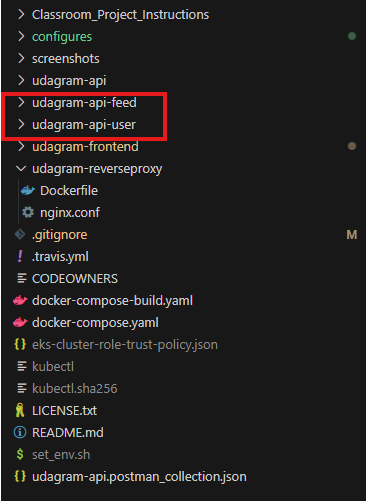 Classroom_Project_Instructions
configures
screenshots
udagram-api
udagram-api-feed
udagram-api-user
udagram-frontend
udagram-reverseproxy
Dockerfile
nginx.conf
.gitignore M
.travis.yml
CODEOWNERS
docker-compose-build.yaml
docker-compose.yaml
eks-cluster-role-trust-policy.json
kubectl
kubectl.sha256
LICENSE.txt
README.md
set_env.sh
udagram-api.postman_collection.json